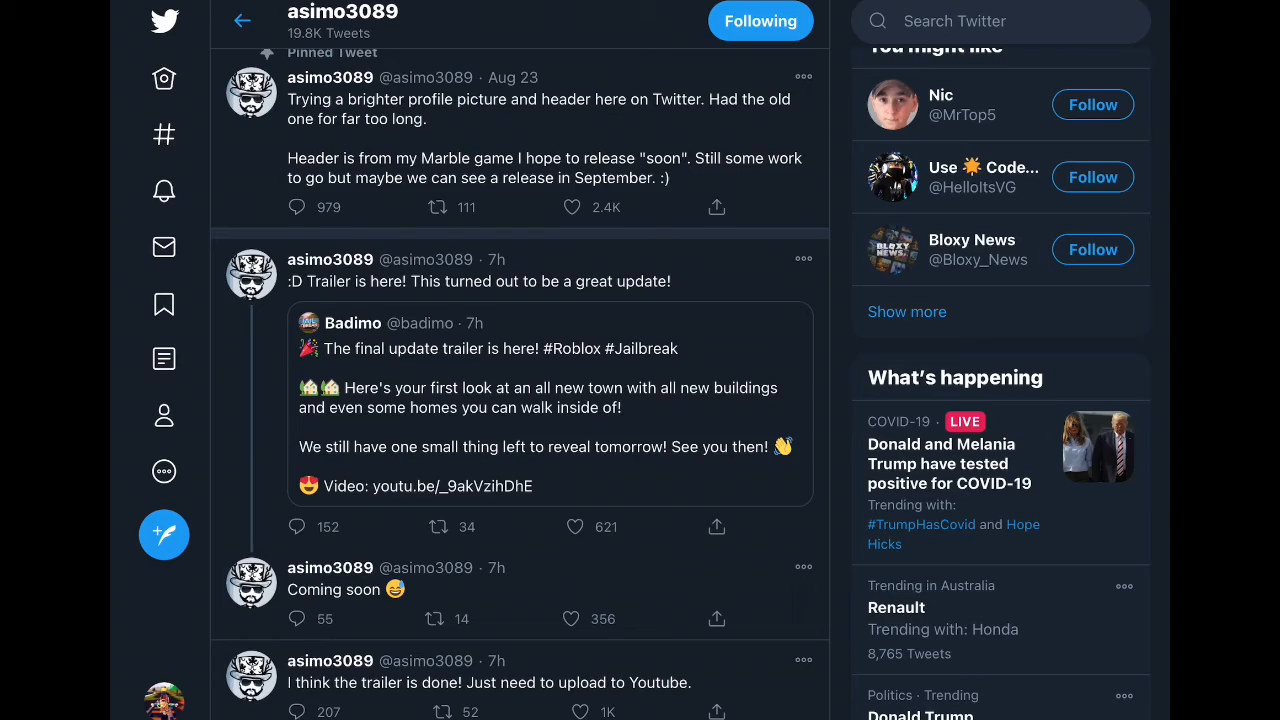 asimo3089
19.8K Tweets
Following
Search Twitter
Pinned Tweet
asimo3089 @asimo3089 · Aug 23
Trying a brighter profile picture and header here on Twitter. Had the old
one for far too long.
Header is from my Marble game I hope to release "soon". Still some work
to go but maybe we can see a release in September. :)
979 111 2.4K
asimo3089 @asimo3089 · 7h
:D Trailer is here! This turned out to be a great update!
Badimo @badimo · 7h
🎉 The final update trailer is here! #Roblox #Jailbreak
🏡🏡 Here's your first look at an all new town with all new buildings
and even some homes you can walk inside of!
We still have one small thing left to reveal tomorrow! See you then! 👋
😍 Video: youtu.be/_9akVzihDhE
152 34 621
asimo3089 @asimo3089 · 7h
Coming soon 😅
55 14 356
asimo3089 @asimo3089 · 7h
I think the trailer is done! Just need to upload to Youtube.
207 52 1K
You might like
Nic
@MrTop5
Follow
Use 🌟 Code...
@HelloItsVG
Follow
BLOXY
NEWS.
Bloxy News
@Bloxy_News
Follow
Show more
What's happening
COVID-19 · LIVE
Donald and Melania
Trump have tested
positive for COVID-19
Trending with:
#TrumpHasCovid and Hope
Hicks
Trending in Australia
Renault
Trending with: Honda
8,765 Tweets
Politics · Trending
Donald Trump